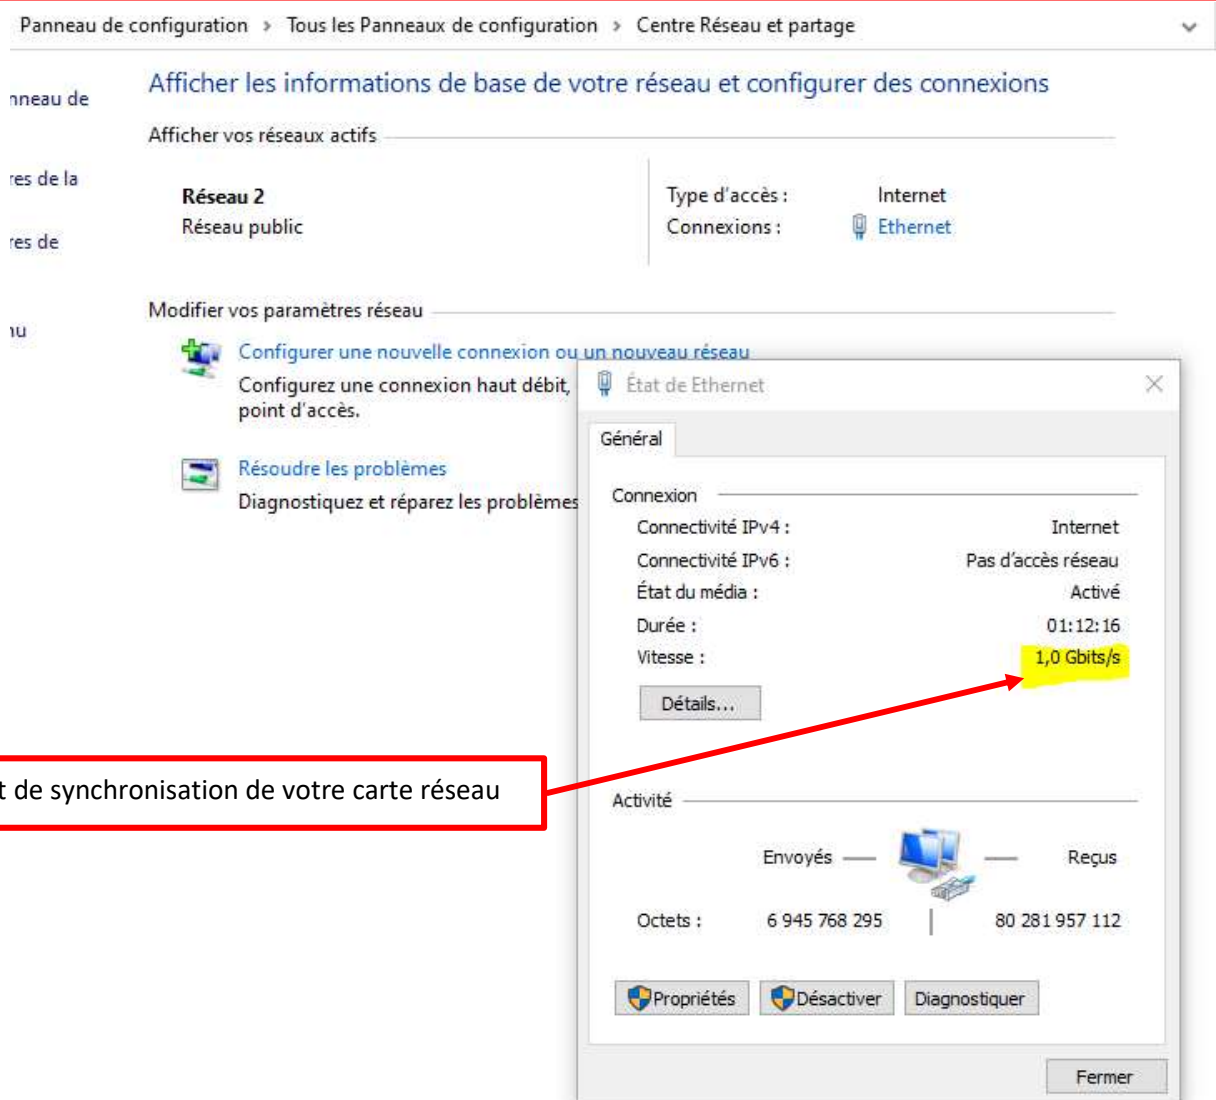 Panneau de configuration > Tous les Panneaux de configuration > Centre Réseau et partage
Afficher les informations de base de votre réseau et configurer des connexions
nneau de
Afficher vos réseaux actifs
res de la
Réseau 2
Type d'accès : Internet
Réseau public
Connexions : Ethernet
res de
Modifier vos paramètres réseau
nu
Configurer une nouvelle connexion ou un nouveau réseau
Configurez une connexion haut débit,
point d'accès.
Résoudre les problèmes
Diagnostiquez et réparez les problèmes
État de Ethernet
Général
Connexion
Connectivité IPv4 : Internet
Connectivité IPv6 : Pas d'accès réseau
État du média : Activé
Durée : 01:12:16
Vitesse : 1,0 Gbits/s
Détails...
t de synchronisation de votre carte réseau
Activité
Envoyés — — Reçus
Octets : 6 945 768 295 | 80 281 957 112
Propriétés Désactiver Diagnostiquer
Fermer